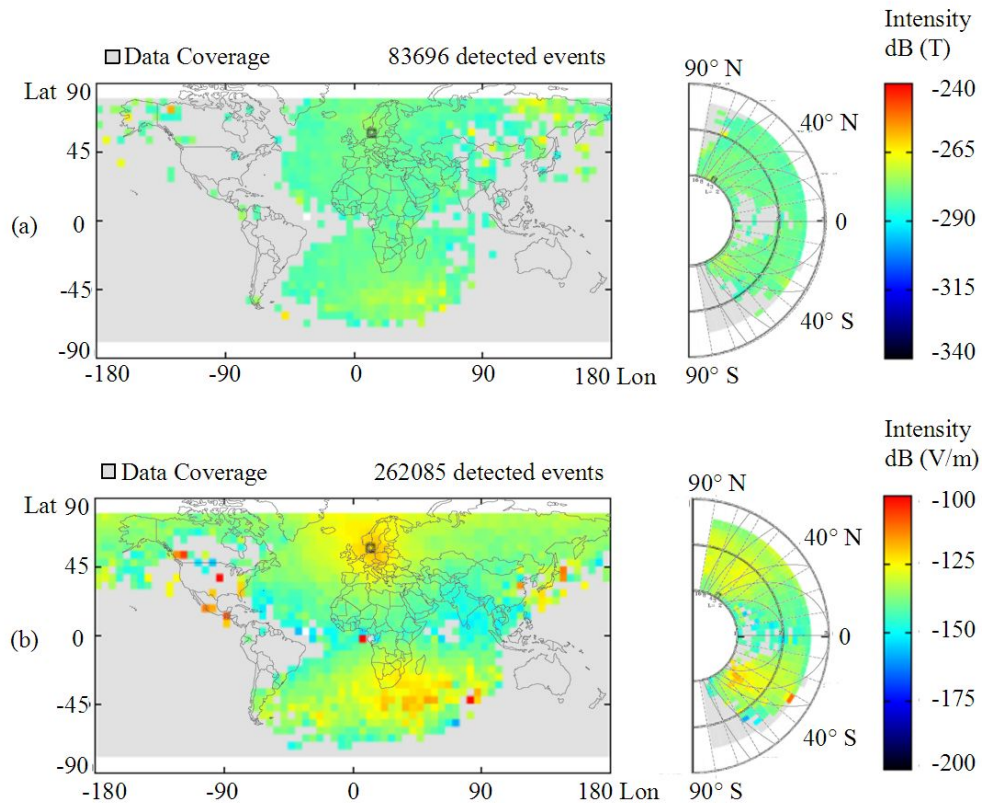 Intensity
dB (T)
Data Coverage 83696 detected events
90° N
Lat 90
-240
40° N
45
-265
(a)
0
0
-290
-45
-315
40° S
-90
90° S
-340
-180 -90 0 90 180 Lon
Intensity
dB (V/m)
Data Coverage 262085 detected events
90° N
Lat 90
-100
40° N
45
-125
(b)
0
0
-150
-45
-175
40° S
-90
90° S
-200
-180 -90 0 90 180 Lon